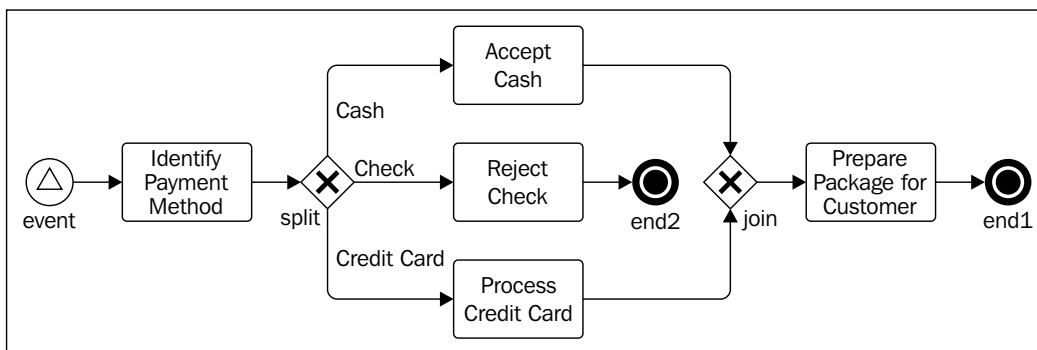 event
Identify
Payment
Method
split
Cash
Check
Credit Card
Accept
Cash
Reject
Check
end2
Process
Credit Card
join
Prepare
Package for
Customer
end1